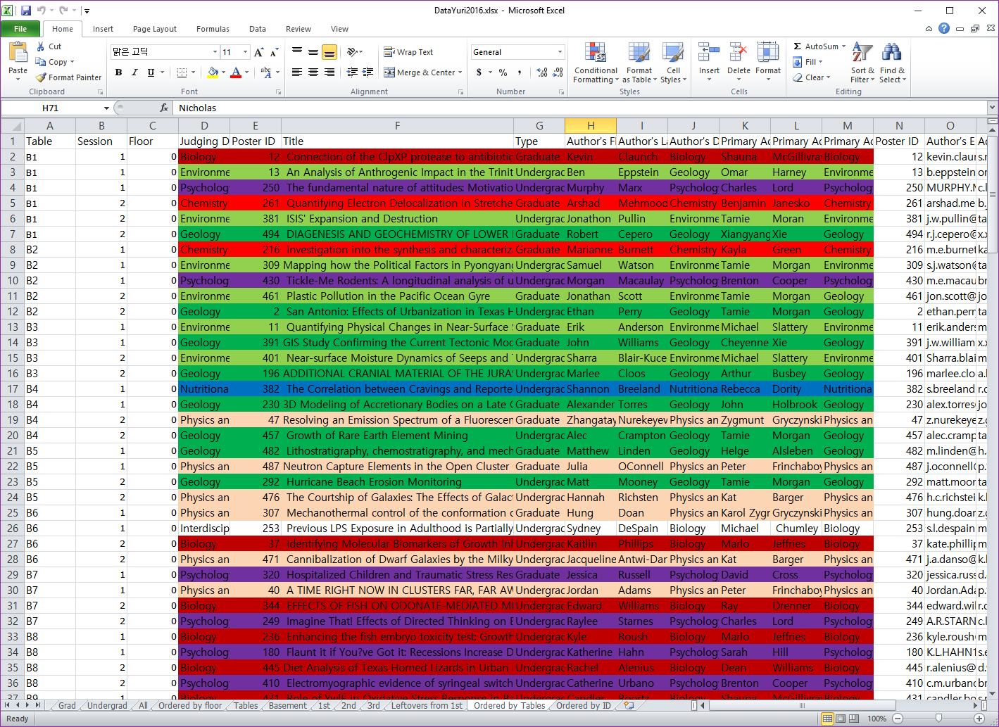 DataYuri2016.xlsx - Microsoft Excel
File Home Insert Page Layout Formulas Data Review View
Paste Cut Copy Format Painter Clipboard
맑은 고딕 11 B I U Font
Wrap Text Merge & Center Alignment
General $ % , Number
Conditional Formatting Format as Table Cell Styles Styles
Insert Delete Format Cells
Σ AutoSum Fill Clear Sort & Filter Find & Select Editing
H71 fx Nicholas
A B C D E F G H I J K L M N O
1 Table Session Floor Judging D Poster ID Title Type Author's Fi Author's La Author's D Primary Ad Primary Ad Primary Ad Poster ID Author's E Ad
2 B1 1 0 Biology 12 Connection of the ClpXP protease to antibiotic Graduate Kevin Claunch Biology Shauna McGillivra Biology 12 kevin.clau s.
3 B1 1 0 Environme 13 An Analysis of Anthrogenic Impact in the Trinit Undergrac Ben Eppstein Geology Omar Harney Environme 13 b.eppstein or
4 B1 1 0 Psycholog 250 The fundamental nature of attitudes: Motivatio Undergrac Murphy Marx Psycholog Charles Lord Psycholog 250 MURPHY.M c.l
5 B1 2 0 Chemistry 261 Quantifying Electron Delocalization in Stretche Graduate Arshad Mehmood Chemistry Benjamin Janesko Chemistry 261 arshad.me b.
6 B1 2 0 Environme 381 ISIS' Expansion and Destruction Undergrac Jonathon Pullin Environme Tamie Moran Environme 381 j.w.pullin@ ta
7 B1 2 0 Geology 494 DIAGENESIS AND GEOCHEMISTRY OF LOWER Graduate Robert Cepero Geology Xiangyang Xie Geology 494 r.j.cepero@ x.
8 B2 1 0 Chemistry 216 Investigation into the synthesis and characteriz Graduate Marianne Burnett Chemistry Kayla Green Chemistry 216 m.e.burnet ka
9 B2 1 0 Environme 309 Mapping how the Political Factors in Pyongyang Undergrac Samuel Watson Environme Tamie Morgan Environme 309 s.j.watson@ ta
10 B2 1 0 Psycholog 430 Tickle-Me Rodents: A longitudinal analysis of u Undergrac Morgan Macaulay Psycholog Brenton Cooper Psycholog 430 m.e.macau br
11 B2 2 0 Environme 461 Plastic Pollution in the Pacific Ocean Gyre Graduate Jonathan Scott Environme Tamie Morgan Environme 461 jon.scott@ jo
12 B2 2 0 Geology 2 San Antonio: Effects of Urbanization in Texas H Undergrac Ethan Perry Geology Tamie Morgan Geology 2 ethan.perr ta
13 B3 1 0 Environme 11 Quantifying Physical Changes in Near-Surface S Graduate Erik Anderson Environme Michael Slattery Environme 11 erik.anders m
14 B3 1 0 Geology 391 GIS Study Confirming the Current Tectonic Moc Graduate John Williams Geology Cheyenne Xie Geology 391 j.w.william x.x
15 B3 2 0 Environme 401 Near-surface Moisture Dynamics of Seeps and Undergrac Sharra Blair-Kuce Environme Michael Slattery Environme 401 Sharra.blai m
16 B3 2 0 Geology 196 ADDITIONAL CRANIAL MATERIAL OF THE JURA Undergrac Marlee Cloos Geology Arthur Busbey Geology 196 marlee.clo a.
17 B4 1 0 Nutritiona 382 The Correlation between Cravings and Reporte Undergrac Shannon Breeland Nutritiona Rebecca Dority Nutritiona 382 s.breeland r.
18 B4 1 0 Geology 230 3D Modeling of Accretionary Bodies on a Late C Graduate Alexander Torres Geology John Holbrook Geology 230 alex.torres jo
19 B4 2 0 Physics an 47 Resolving an Emission Spectrum of a Fluorescen Graduate Zhangatay Nurekeyev Physics an Zygmunt Gryczynski Physics an 47 z.nurekeye z.
20 B4 2 0 Geology 457 Growth of Rare Earth Element Mining Undergrac Alec Crampton Geology Tamie Morgan Geology 457 alec.cramp ta
21 B5 1 0 Geology 482 Lithostratigraphy, chemostratigraphy, and mech Graduate Matthew Linden Geology Helge Alsleben Geology 482 m.linden@ h.
22 B5 1 0 Physics an 487 Neutron Capture Elements in the Open Cluster Graduate Julia OConnell Physics an Peter Frinchaboy Physics an 487 j.oconnell p.
23 B5 2 0 Geology 292 Hurricane Beach Erosion Monitoring Undergrac Matt Mooney Geology Tamie Morgan Geology 292 matt.moor ta
24 B5 2 0 Physics an 476 The Courtship of Galaxies: The Effects of Galact Undergrac Hannah Richsten Physics an Kat Barger Physics an 476 h.c.richstei k.
25 B6 1 0 Physics an 307 Mechanothermal control of the conformation c Undergrac Hung Doan Physics an Karol Zygr Gryczynski Physics an 307 hung.doan z.
26 B6 1 0 Interdiscip 253 Previous LPS Exposure in Adulthood is Partially Undergrac Sydney DeSpain Biology Michael Chumley Biology 253 s.l.despain m
27 B6 2 0 Biology 37 Identifying Molecular Biomarkers of Growth Inl Undergrac Kaitlin Phillips Biology Marlo Jeffries Biology 37 kate.phillip m
28 B6 2 0 Physics an 471 Cannibalization of Dwarf Galaxies by the Milky Undergrac Jacqueline Antwi-Dar Physics an Kat Barger Physics an 471 j.a.danso@ k.
29 B7 1 0 Psycholog 320 Hospitalized Children and Traumatic Stress Res Graduate Jessica Russell Psycholog David Cross Psycholog 320 jessica.russ d.
30 B7 1 0 Physics an 40 A TIME RIGHT NOW IN CLUSTERS FAR, FAR AW Undergrac Jordan Adams Physics an Peter Frinchaboy Physics an 40 Jordan.Ada p.
31 B7 2 0 Biology 344 EFFECTS OF FISH ON ODONATE-MEDIATED MI Undergrac Edward Williams Biology Ray Drenner Biology 344 edward.wil r.
32 B7 2 0 Psycholog 249 Imagine That! Effects of Directed Thinking on E Undergrac Raylee Starnes Psycholog Charles Lord Psycholog 249 A.R.STARN c.l
33 B8 1 0 Biology 236 Enhancing the fish embryo toxicity test: Growth Undergrac Kyle Roush Biology Marlo Jeffries Biology 236 kyle.roush m
34 B8 1 0 Psycholog 180 Flaunt it if You?ve Got It: Recessions Increase D Undergrac Katherine Hahn Psycholog Sarah Hill Psycholog 180 K.L.HAHN1 s.
35 B8 2 0 Biology 445 Diet Analysis of Texas Horned Lizards in Urban Undergrac Rachel Alenius Biology Dean Williams Biology 445 r.alenius@ d.
36 B8 2 0 Psycholog 410 Electromyographic evidence of syringeal switch Undergrac Catherine Urbano Psycholog Brenton Cooper Psycholog 410 c.m.urban br
37 B9 1 0 Biology 431 Role of YwlE in Oxidative Stress Response In Ba Undergrac Candler Boortz Biology Shauna McGillivra Biology 431 candler.bo s.
Grad Undergrad All Ordered by floor Tables Basement 1st 2nd 3rd Leftovers from 1st Ordered by Tables Ordered by ID
Ready 100%